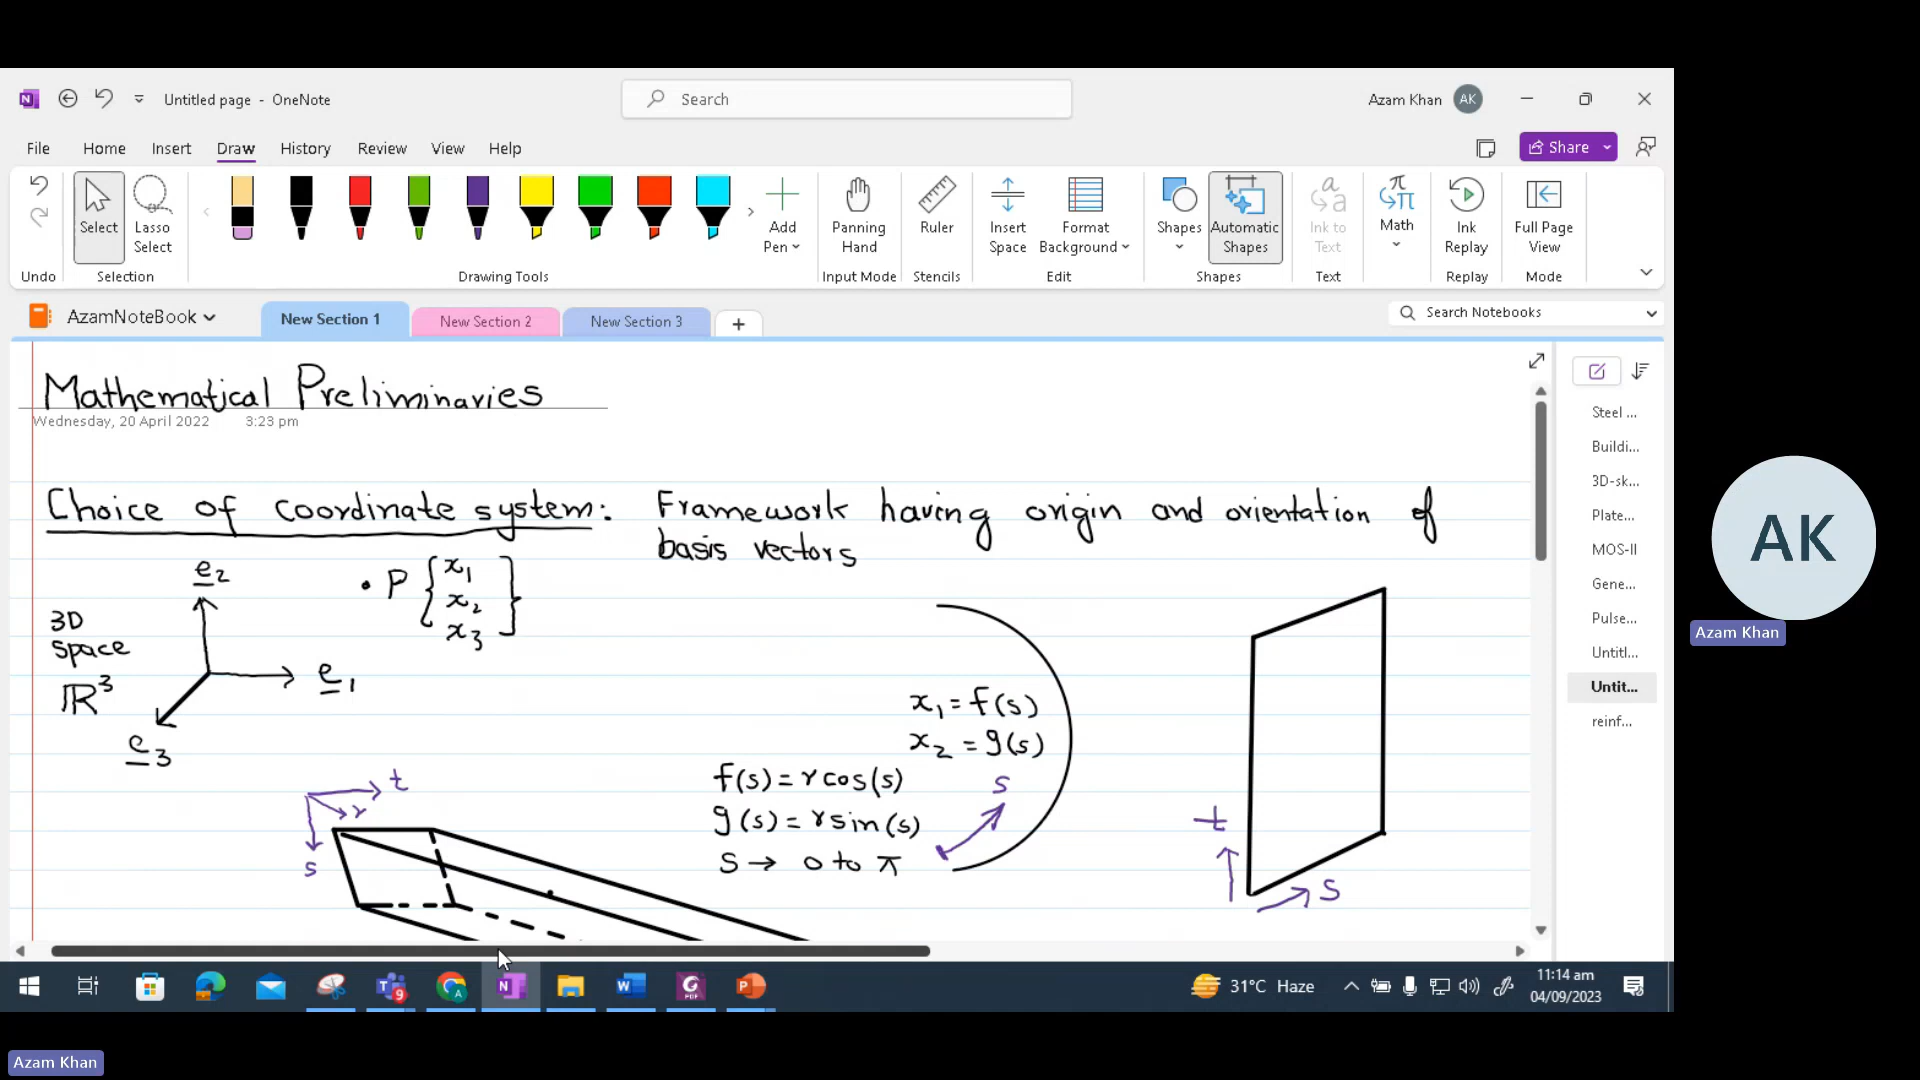 Untitled page - OneNote
Search
Azam Khan AK
File Home Insert Draw History Review View Help
Share
Select
Lasso Select
Add Pen
Panning Hand
Ruler
Insert Space
Format Background
Shapes
Automatic Shapes
Ink to Text
Math
Ink Replay
Full Page View
Undo Selection Drawing Tools Input Mode Stencils Edit Shapes Text Replay Mode
AzamNoteBook New Section 1 New Section 2 New Section 3 +
Search Notebooks
Mathematical Preliminaries
Wednesday, 20 April 2022 3:23 pm
Choice of coordinate system: Framework having origin and orientation of
basis vectors
e2
• P { x1
x2
x3 }
3D
space
ℝ³
e1
e3
x1 = f(s)
x2 = g(s)
f(s) = r cos(s)
g(s) = r sin(s)
s → 0 to π
s
t
r
s
t
s
Steel ...
Buildi...
3D-sk...
Plate...
MOS-II
Gene...
Pulse...
Untitl...
Untit...
reinf...
AK
Azam Khan
31°C Haze
11:14 am
04/09/2023
Azam Khan